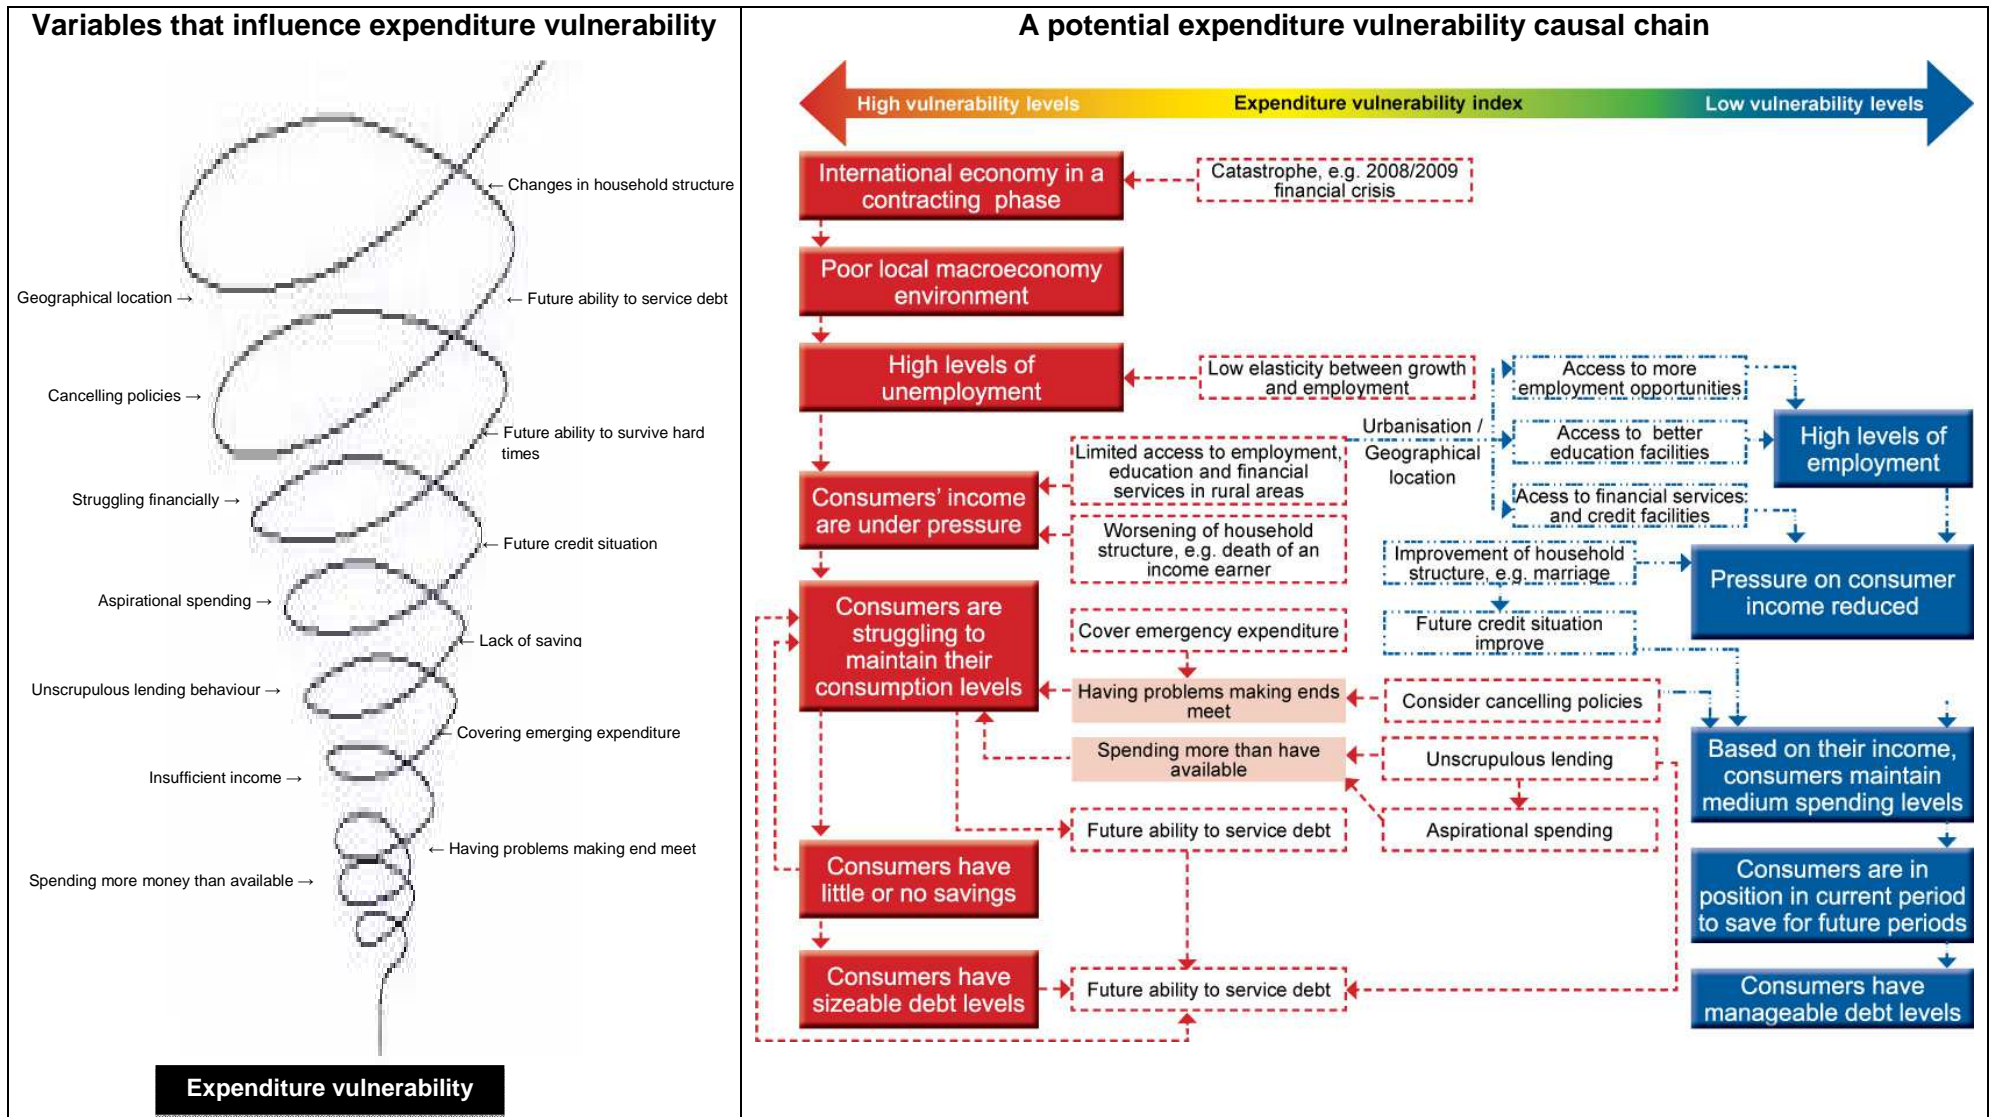 Variables that influence expenditure vulnerability
← Changes in household structure
Geographical location →
← Future ability to service debt
Cancelling policies →
← Future ability to survive hard
times
Struggling financially →
← Future credit situation
Aspirational spending →
← Lack of saving
Unscrupulous lending behaviour →
← Covering emerging expenditure
Insufficient income →
← Having problems making end meet
Spending more money than available →
Expenditure vulnerability
A potential expenditure vulnerability causal chain
High vulnerability levels
Expenditure vulnerability index
Low vulnerability levels
International economy in a
contracting phase
Catastrophe, e.g. 2008/2009
financial crisis
Poor local macroeconomy
environment
High levels of
unemployment
Low elasticity between growth
and employment
Access to more
employment opportunities
Urbanisation /
Geographical
location
Access to better
education facilities
High levels of
employment
Limited access to employment,
education and financial
services in rural areas
Consumers' income
are under pressure
Acess to financial services:
and credit facilities
Worsening of household
structure, e.g. death of an
income earner
Improvement of household
structure, e.g. marriage
Pressure on consumer
income reduced
Consumers are
struggling to
maintain their
consumption levels
Cover emergency expenditure
Future credit situation
improve
Having problems making ends
meet
Consider cancelling policies
Spending more than have
available
Unscrupulous lending
Based on their income,
consumers maintain
medium spending levels
Future ability to service debt
Aspirational spending
Consumers have
little or no savings
Consumers are in
position in current period
to save for future periods
Consumers have
sizeable debt levels
Future ability to service debt
Consumers have
manageable debt levels